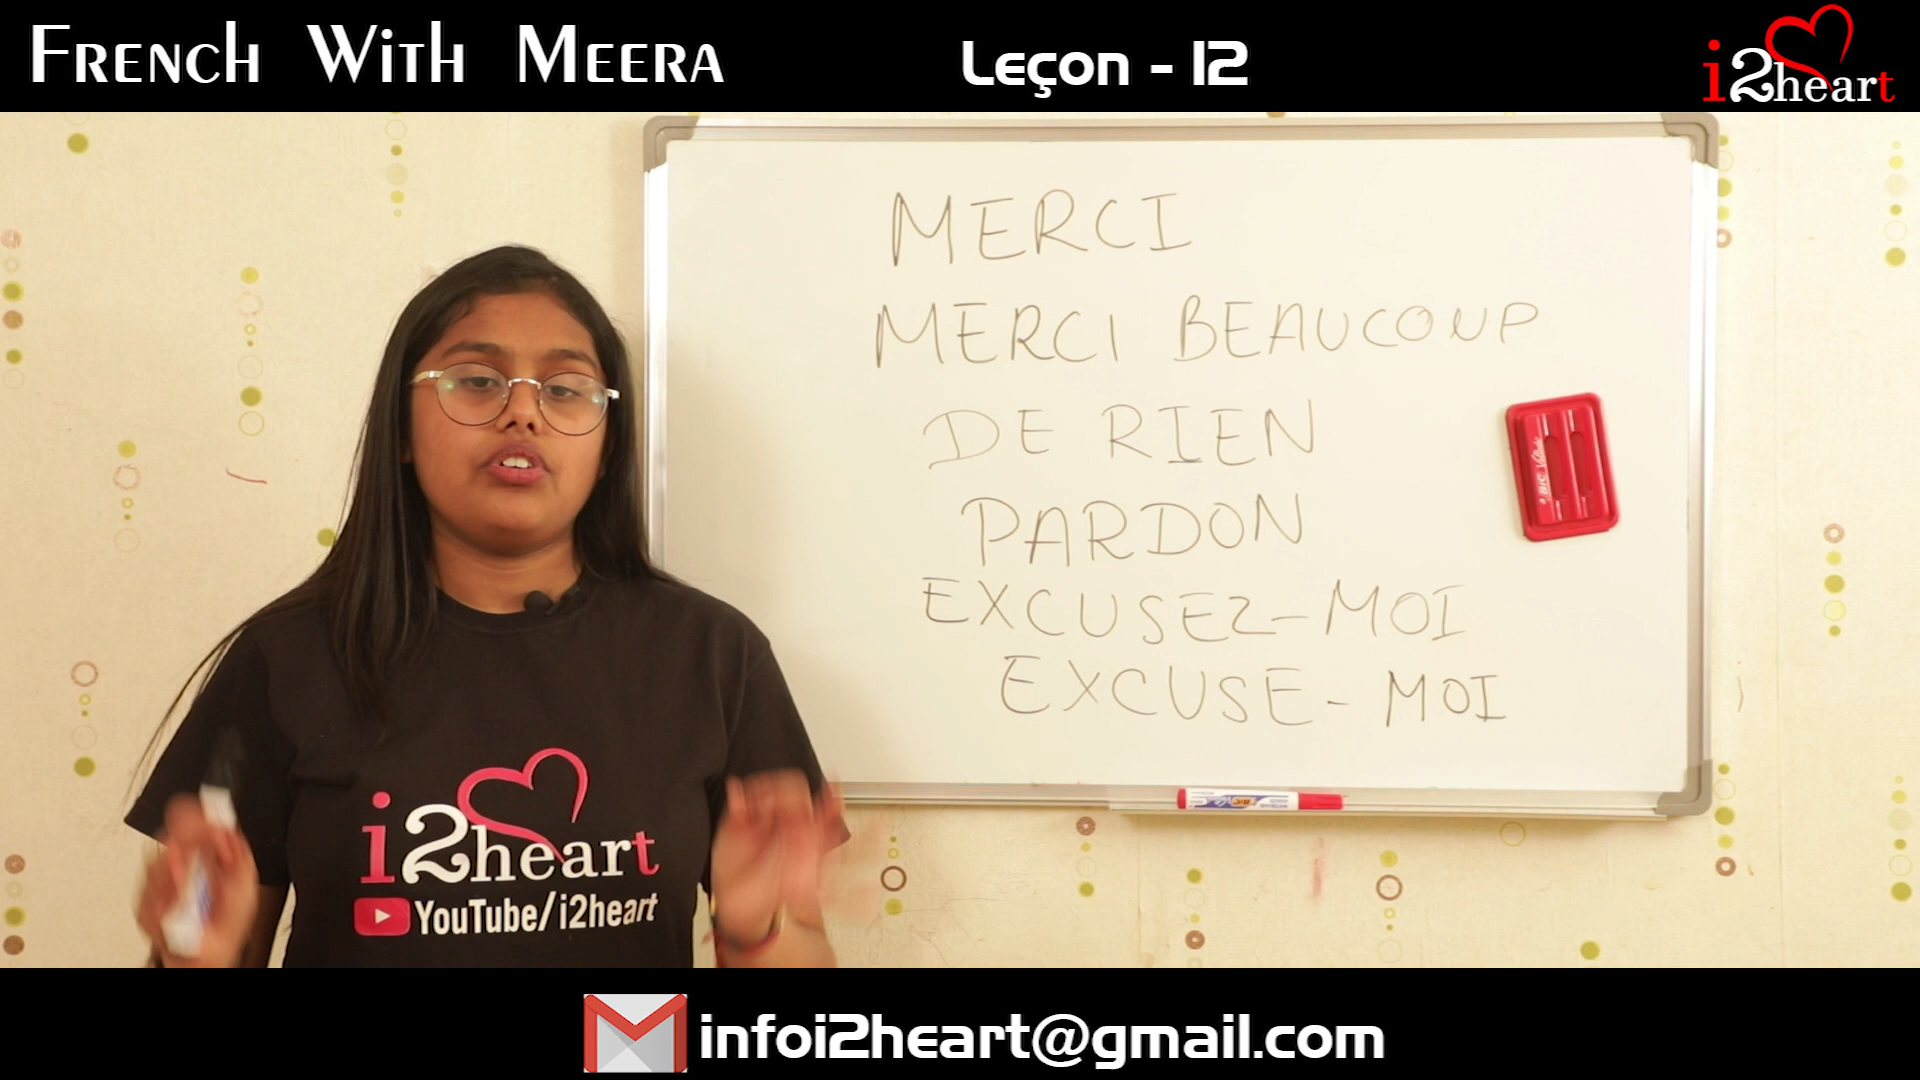 French With Meera
Leçon - 12
i2heart
MERCI
MERCI BEAUCOUP
DE RIEN
PARDON
EXCUSEZ-MOI
EXCUSE-MOI
i2heart
YouTube/i2heart
infoi2heart@gmail.com